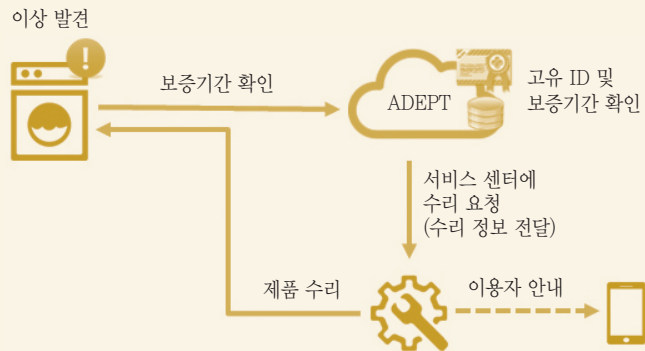 이상 발견
!
보증기간 확인
ADEPT
고유 ID 및
보증기간 확인
서비스 센터에
수리 요청
(수리 정보 전달)
제품 수리
이용자 안내